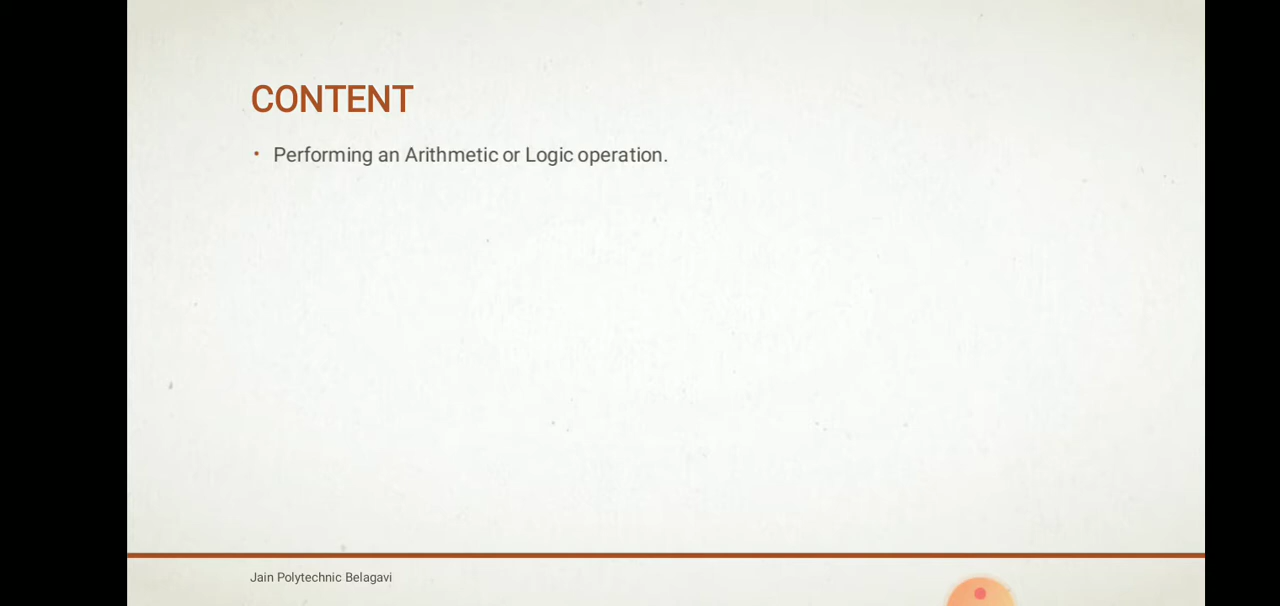 CONTENT
• Performing an Arithmetic or Logic operation.
Jain Polytechnic Belagavi